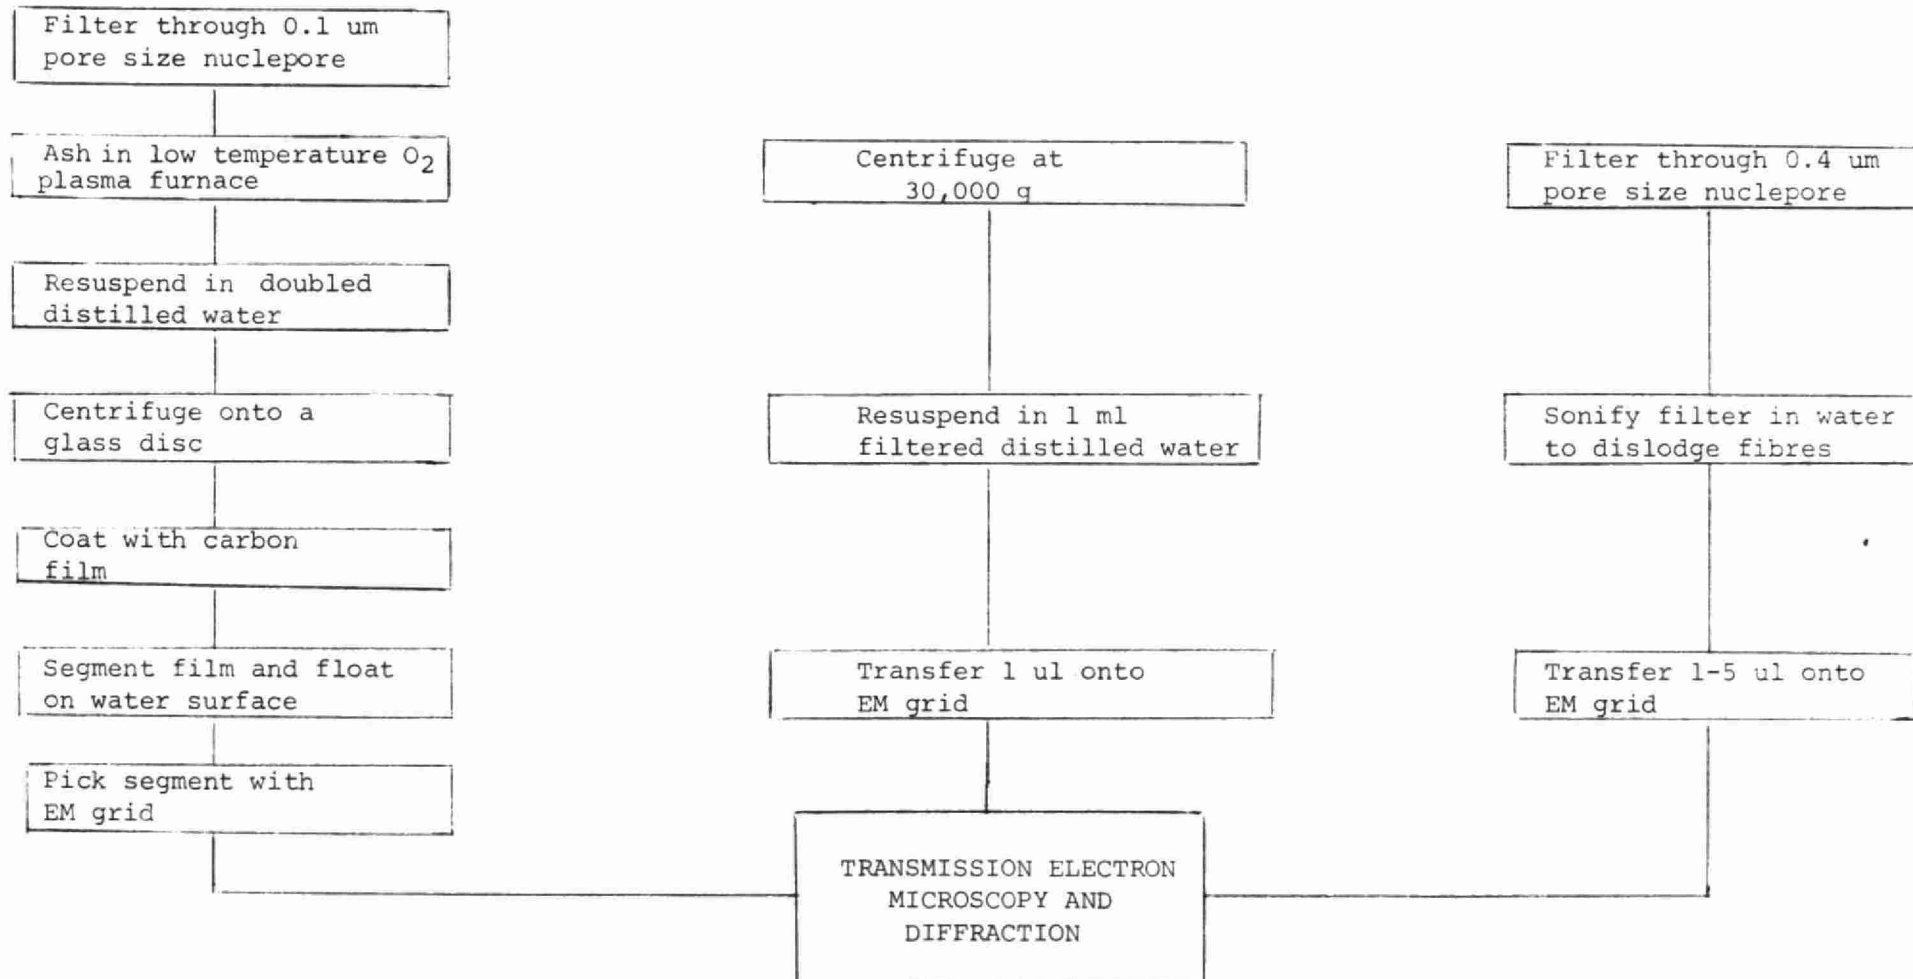 Filter through 0.1 um
pore size nuclepore
Ash in low temperature O2
plasma furnace
Resuspend in doubled
distilled water
Centrifuge onto a
glass disc
Coat with carbon
film
Segment film and float
on water surface
Pick segment with
EM grid
Centrifuge at
30,000 g
Resuspend in 1 ml
filtered distilled water
Transfer 1 ul onto
EM grid
Filter through 0.4 um
pore size nuclepore
Sonify filter in water
to dislodge fibres
Transfer 1-5 ul onto
EM grid
TRANSMISSION ELECTRON
MICROSCOPY AND
DIFFRACTION